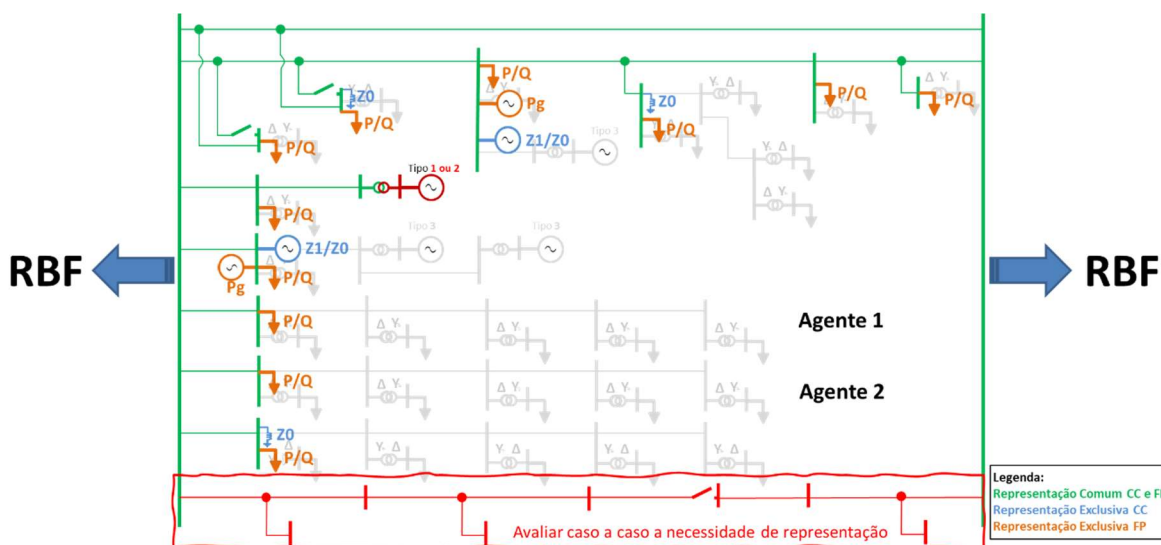 P/Q
Y Δ
Z0
P/Q
Δ Y
P/Q
Pg
Z1/Z0
Tipo 3
Z0
P/Q
Y Δ
Y Δ
Δ Y
P/Q
Δ Y
P/Q
Δ Y
P/Q
Tipo 1 ou 2
P/Q
RBF
Z1/Z0
Tipo 3
Tipo 3
Pg
P/Q
RBF
P/Q
Agente 1
Δ Y
Δ Y
Δ Y
Δ Y
P/Q
Agente 2
Δ Y
Δ Y
Δ Y
Δ Y
Z0
P/Q
Y Δ
Y Δ
Y Δ
Y Δ
Avaliar caso a caso a necessidade de representação
Legenda:
Representação Comum CC e
Representação Exclusiva CC
Representação Exclusiva FP